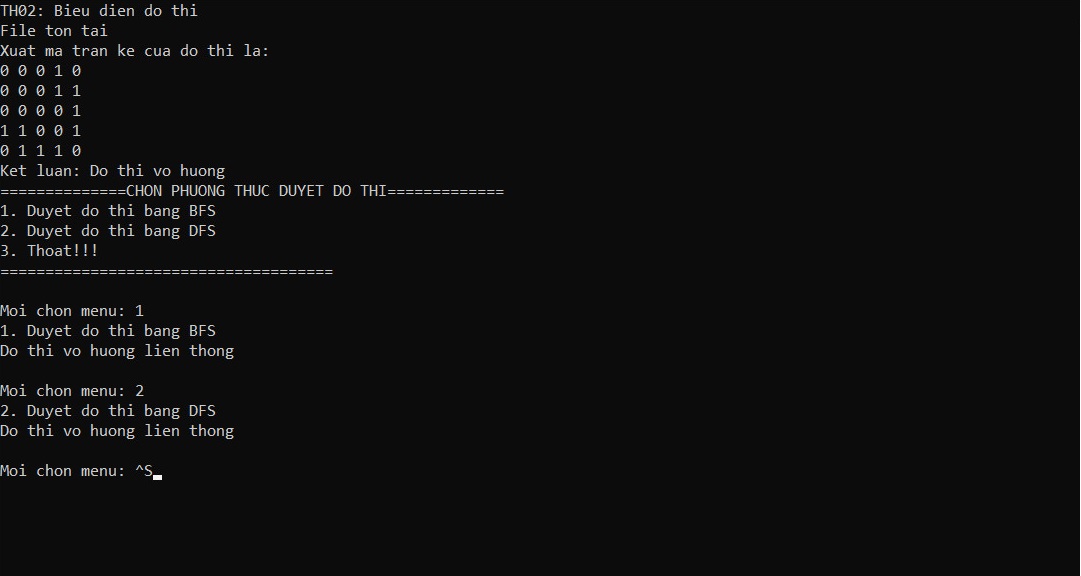 TH02: Bieu dien do thi
File ton tai
Xuat ma tran ke cua do thi la:
0 0 0 1 0
0 0 0 1 1
0 0 0 0 1
1 1 0 0 1
0 1 1 1 0
Ket luan: Do thi vo huong
==============CHON PHUONG THUC DUYET DO THI=============
1. Duyet do thi bang BFS
2. Duyet do thi bang DFS
3. Thoat!!!
=====================================

Moi chon menu: 1
1. Duyet do thi bang BFS
Do thi vo huong lien thong

Moi chon menu: 2
2. Duyet do thi bang DFS
Do thi vo huong lien thong

Moi chon menu: ^S